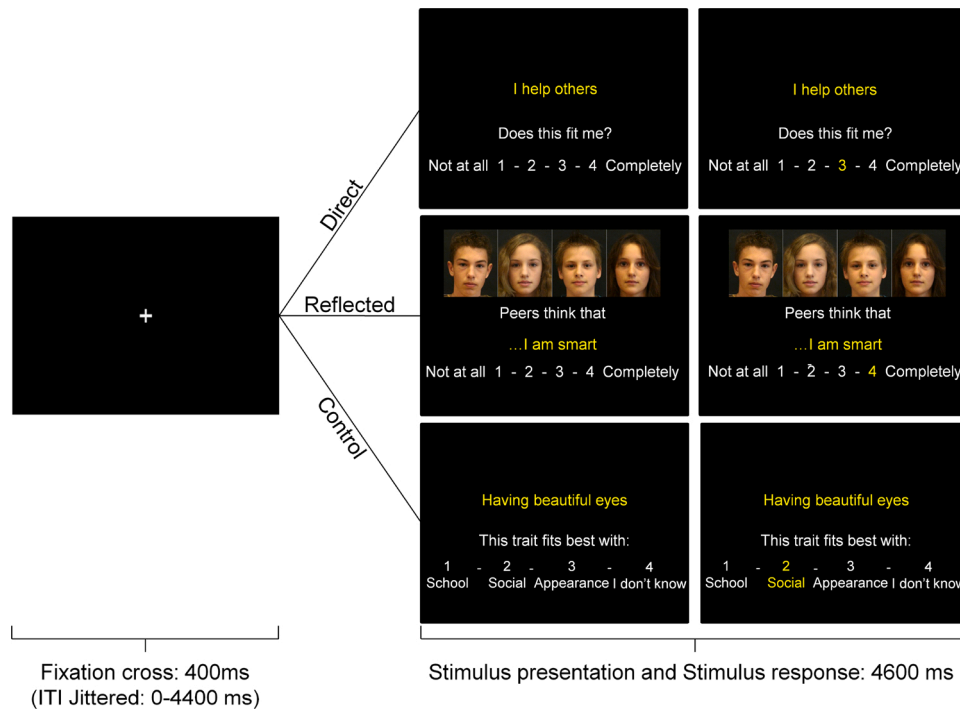 I help others
Does this fit me?
Not at all 1 - 2 - 3 - 4 Completely
I help others
Does this fit me?
Not at all 1 - 2 - 3 - 4 Completely
Direct
Reflected
Control
+
Peers think that
...I am smart
Not at all 1 - 2 - 3 - 4 Completely
Peers think that
...I am smart
Not at all 1 - 2 - 3 - 4 Completely
Having beautiful eyes
This trait fits best with:
1 - 2 - 3 - 4
School Social Appearance I don't know
Having beautiful eyes
This trait fits best with:
1 - 2 - 3 - 4
School Social Appearance I don't know
Fixation cross: 400ms
(ITI Jittered: 0-4400 ms)
Stimulus presentation and Stimulus response: 4600 ms